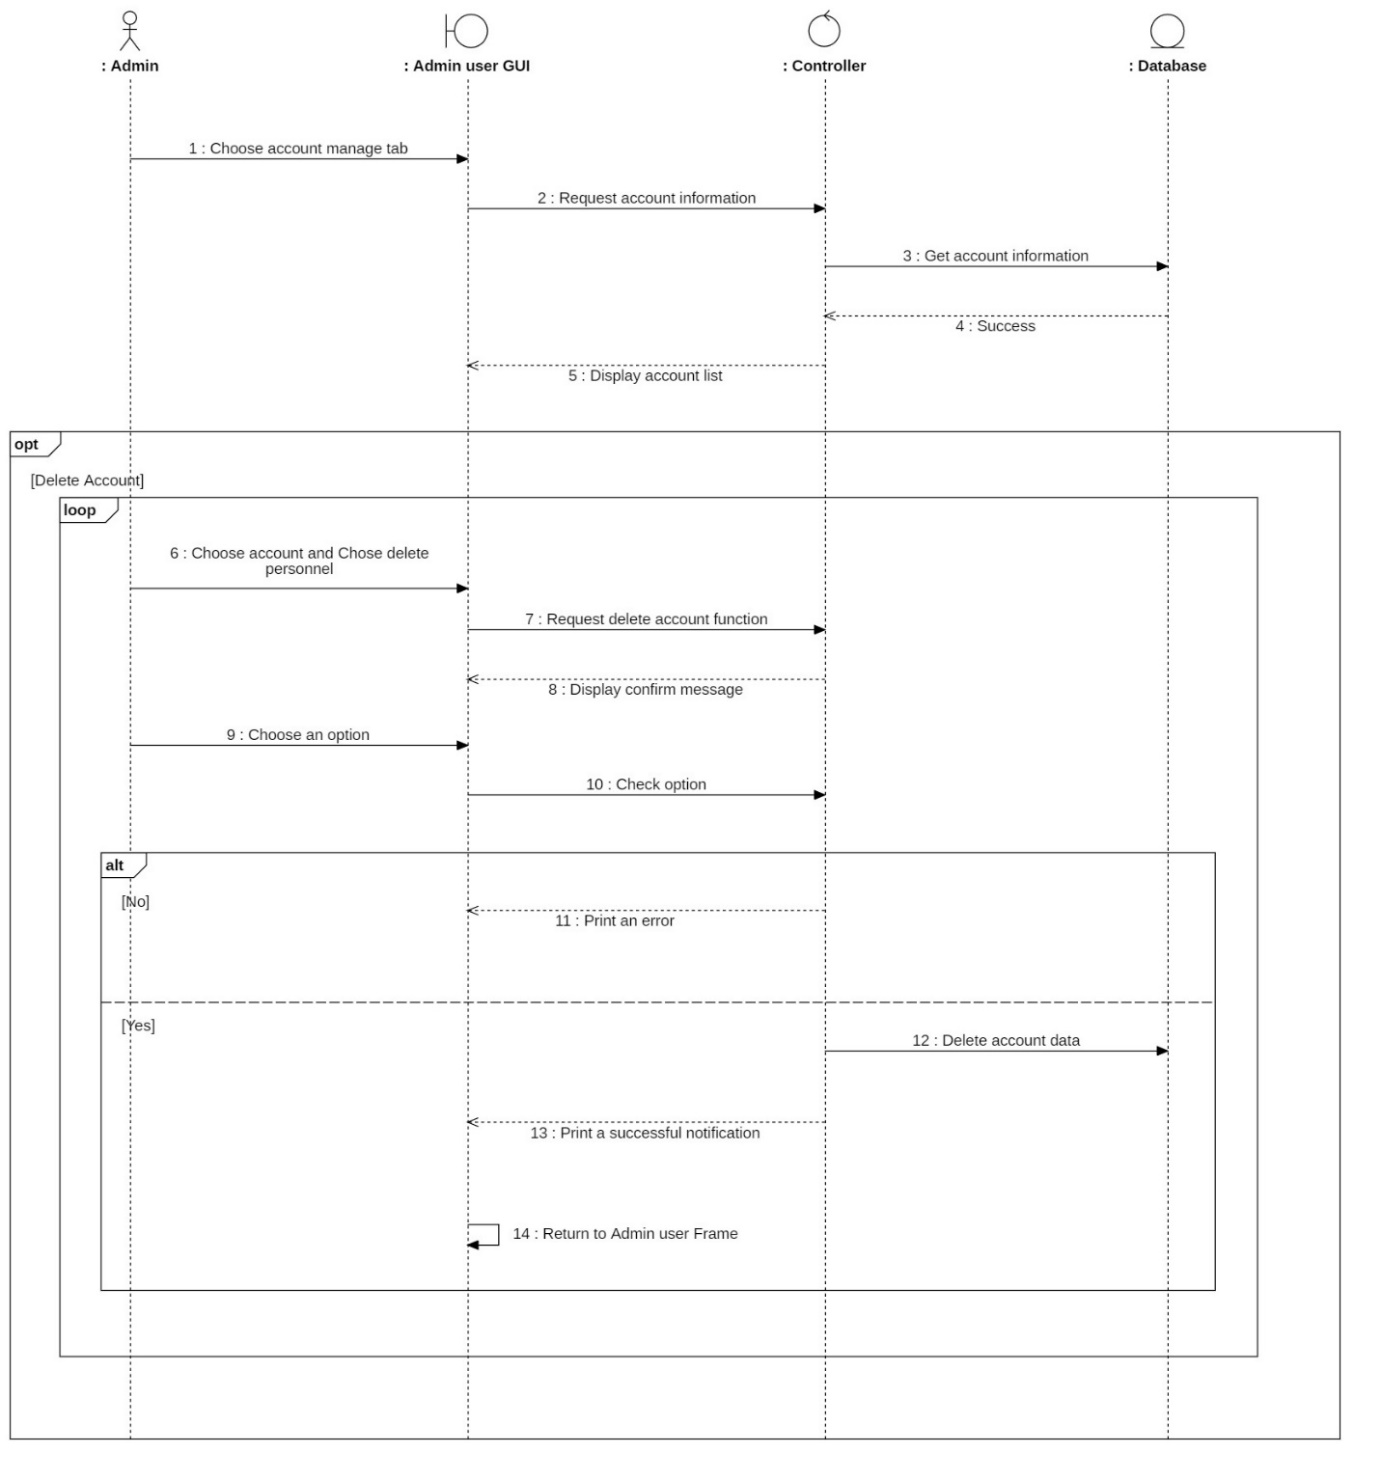 : Admin
: Admin user GUI
: Controller
: Database
1 : Choose account manage tab
2 : Request account information
3 : Get account information
4 : Success
5 : Display account list
opt
[Delete Account]
loop
6 : Choose account and Chose delete
personnel
7 : Request delete account function
8 : Display confirm message
9 : Choose an option
10 : Check option
alt
[No]
11 : Print an error
[Yes]
12 : Delete account data
13 : Print a successful notification
14 : Return to Admin user Frame